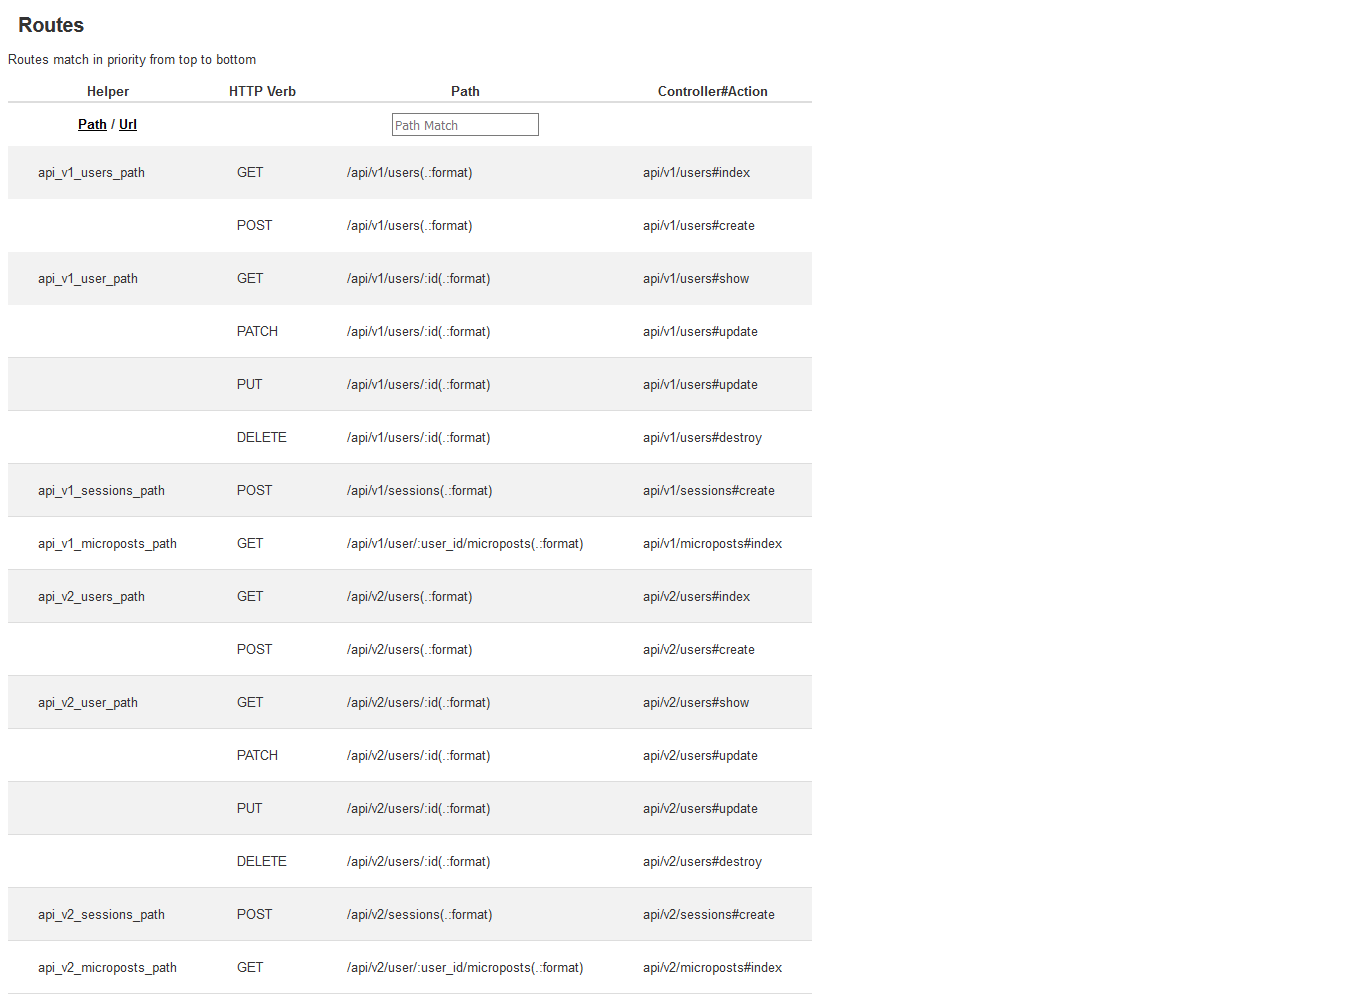 Routes
Routes match in priority from top to bottom
Helper HTTP Verb Path Controller#Action
Path / Url Path Match
api_v1_users_path GET /api/v1/users(.:format) api/v1/users#index
POST /api/v1/users(.:format) api/v1/users#create
api_v1_user_path GET /api/v1/users/:id(.:format) api/v1/users#show
PATCH /api/v1/users/:id(.:format) api/v1/users#update
PUT /api/v1/users/:id(.:format) api/v1/users#update
DELETE /api/v1/users/:id(.:format) api/v1/users#destroy
api_v1_sessions_path POST /api/v1/sessions(.:format) api/v1/sessions#create
api_v1_microposts_path GET /api/v1/user/:user_id/microposts(.:format) api/v1/microposts#index
api_v2_users_path GET /api/v2/users(.:format) api/v2/users#index
POST /api/v2/users(.:format) api/v2/users#create
api_v2_user_path GET /api/v2/users/:id(.:format) api/v2/users#show
PATCH /api/v2/users/:id(.:format) api/v2/users#update
PUT /api/v2/users/:id(.:format) api/v2/users#update
DELETE /api/v2/users/:id(.:format) api/v2/users#destroy
api_v2_sessions_path POST /api/v2/sessions(.:format) api/v2/sessions#create
api_v2_microposts_path GET /api/v2/user/:user_id/microposts(.:format) api/v2/microposts#index